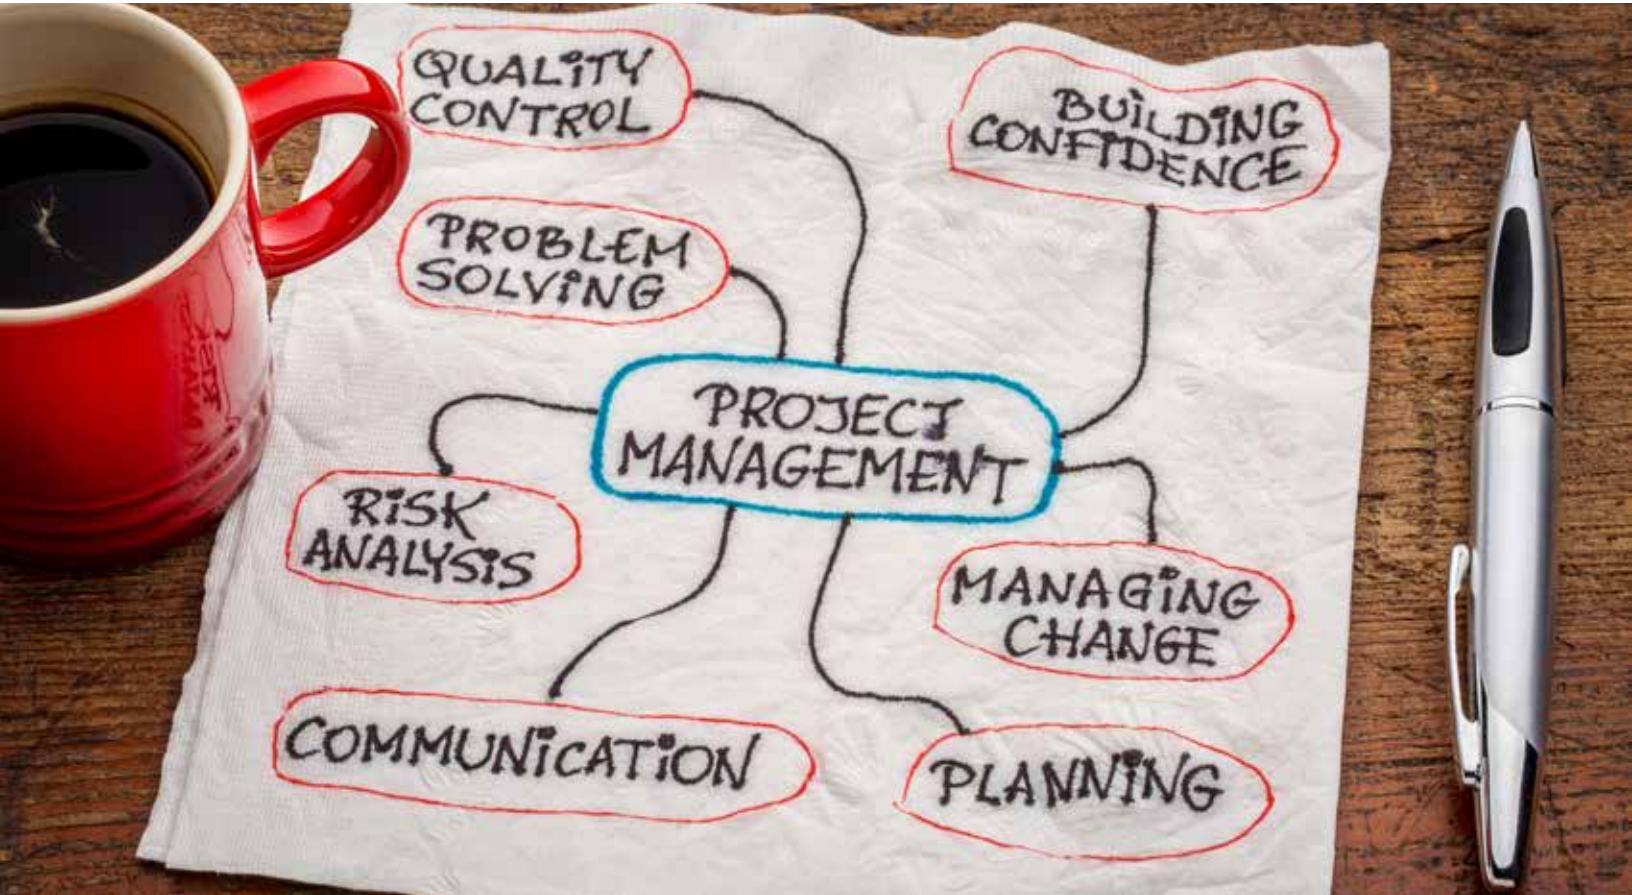 QUALITY
CONTROL
BUILDING
CONFIDENCE
PROBLEM
SOLVING
PROJECT
MANAGEMENT
RISK
ANALYSIS
MANAGING
CHANGE
COMMUNICATION
PLANNING